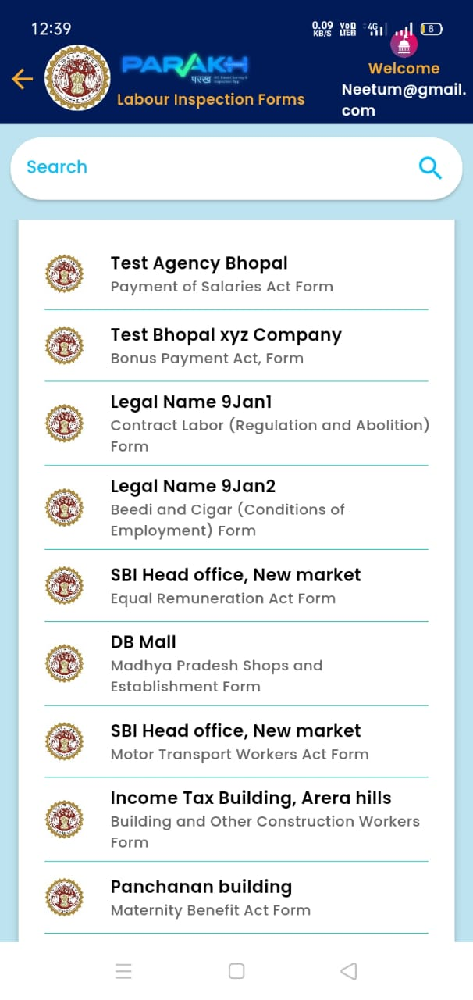 12:39
0.09 KB/S
4G
8
PARAKH
परख
Labour Inspection Forms
Welcome
Neetum@gmail.
com
Search
Test Agency Bhopal
Payment of Salaries Act Form
Test Bhopal xyz Company
Bonus Payment Act, Form
Legal Name 9Jan1
Contract Labor (Regulation and Abolition)
Form
Legal Name 9Jan2
Beedi and Cigar (Conditions of
Employment) Form
SBI Head office, New market
Equal Remuneration Act Form
DB Mall
Madhya Pradesh Shops and
Establishment Form
SBI Head office, New market
Motor Transport Workers Act Form
Income Tax Building, Arera hills
Building and Other Construction Workers
Form
Panchanan building
Maternity Benefit Act Form